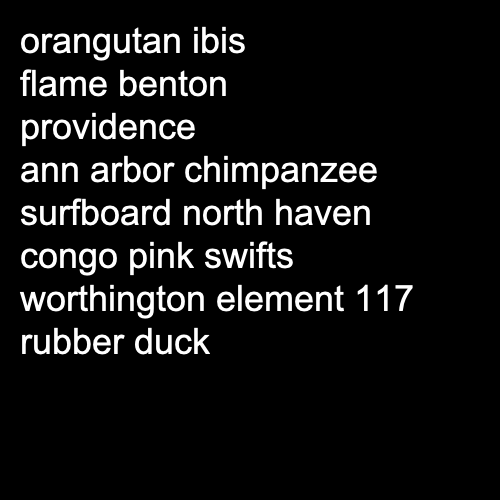 orangutan ibis
flame benton
providence
ann arbor chimpanzee
surfboard north haven
congo pink swifts
worthington element 117
rubber duck